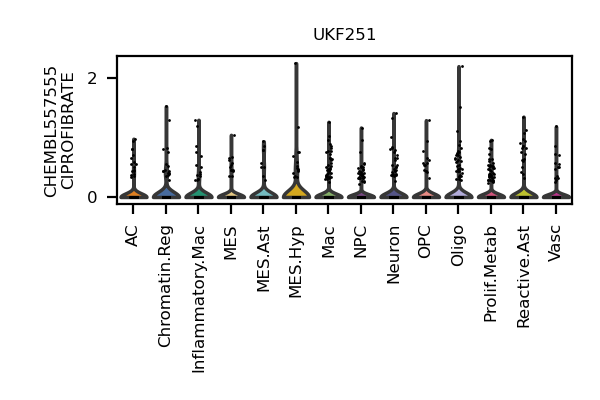 UKF251
CHEMBL557555
CIPROFIBRATE
2
0
AC
Chromatin.Reg
Inflammatory.Mac
MES
MES.Ast
MES.Hyp
Mac
NPC
Neuron
OPC
Oligo
Prolif.Metab
Reactive.Ast
Vasc